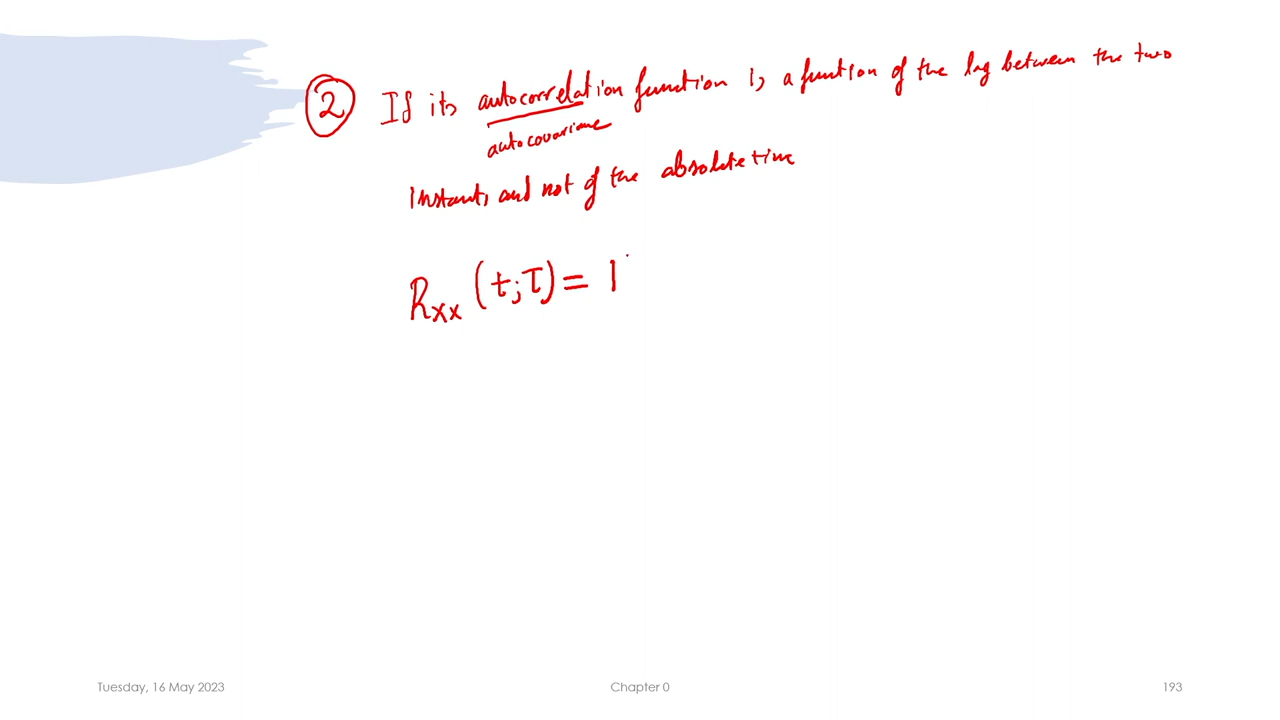 2 If its autocorrelation function is a function of the lag between the two
autocovariance
instants and not of the absolute time
Rxx (t;τ) = 
Tuesday, 16 May 2023
Chapter 0
193